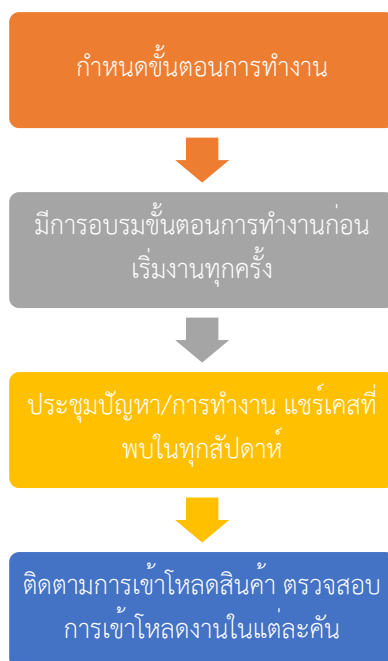 กำหนดขั้นตอนการทำงาน
มีการอบรมขั้นตอนการทำงานก่อน
เริ่มงานทุกครั้ง
ประชุมปัญหา/การทำงาน แชร์เคสที่
พบในทุกสัปดาห์
ติดตามการเข้าโหลดสินค้า ตรวจสอบ
การเข้าโหลดงานในแต่ละคัน